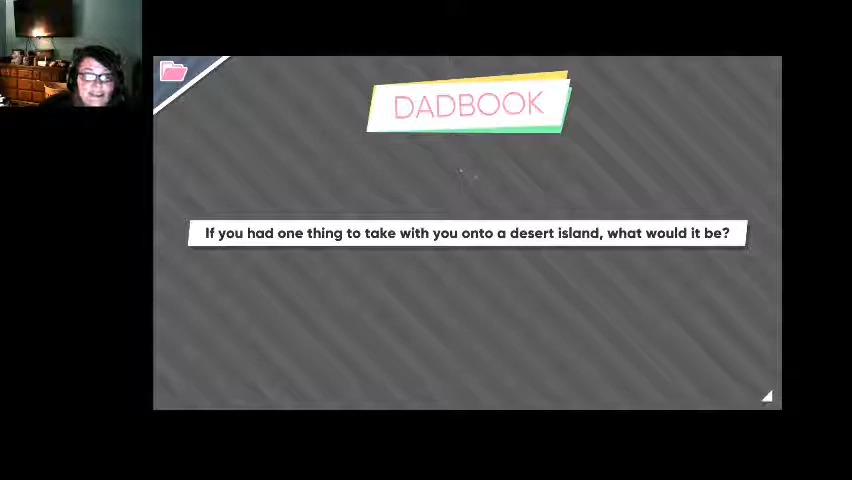 DADBOOK
If you had one thing to take with you onto a desert island, what would it be?